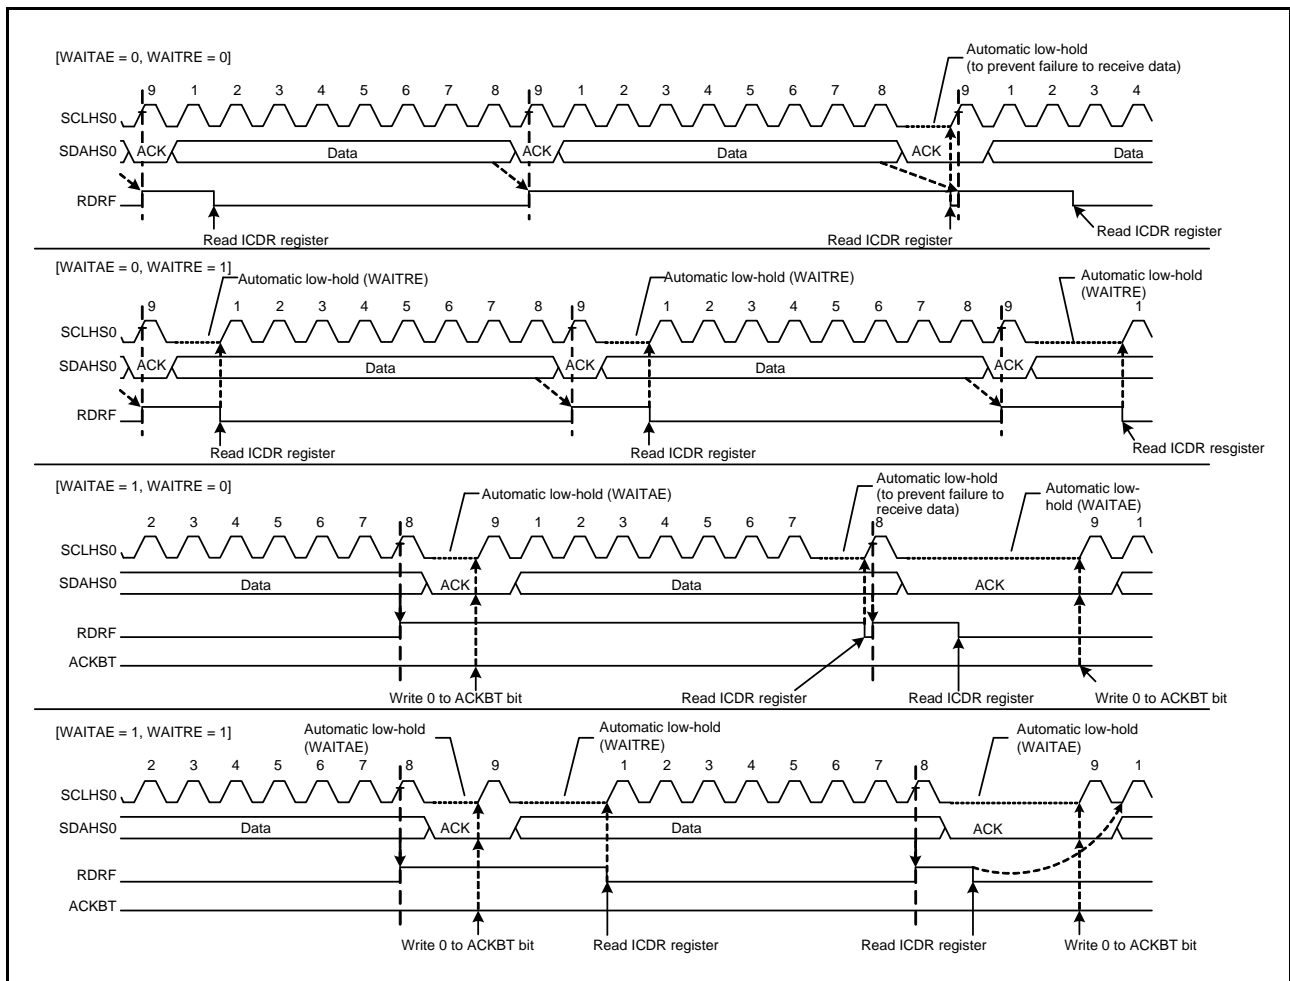 [WAITAE = 0, WAITRE = 0]
Automatic low-hold
(to prevent failure to receive data)
9 1 2 3 4 5 6 7 8 9 1 2 3 4 5 6 7 8 9 1 2 3 4
SCLHS0
SDAHS0 ACK Data ACK Data ACK Data
RDRF
Read ICDR register Read ICDR register Read ICDR register
[WAITAE = 0, WAITRE = 1]
Automatic low-hold (WAITRE) Automatic low-hold (WAITRE) Automatic low-hold
(WAITRE)
9 1 2 3 4 5 6 7 8 9 1 2 3 4 5 6 7 8 9 1
SCLHS0
SDAHS0 ACK Data ACK Data ACK
RDRF
Read ICDR register Read ICDR register Read ICDR resgister
[WAITAE = 1, WAITRE = 0]
Automatic low-hold (WAITAE)
Automatic low-hold
(to prevent failure to
receive data)
Automatic low-
hold (WAITAE)
2 3 4 5 6 7 8 9 1 2 3 4 5 6 7 8 9 1
SCLHS0
SDAHS0 Data ACK Data ACK
RDRF
ACKBT
Write 0 to ACKBT bit Read ICDR register Read ICDR register Write 0 to ACKBT bit
[WAITAE = 1, WAITRE = 1]
Automatic low-hold
(WAITAE)
Automatic low-hold
(WAITRE)
Automatic low-hold
(WAITAE)
2 3 4 5 6 7 8 9 1 2 3 4 5 6 7 8 9 1
SCLHS0
SDAHS0 Data ACK Data ACK
RDRF
ACKBT
Write 0 to ACKBT bit Read ICDR register Read ICDR register Write 0 to ACKBT bit